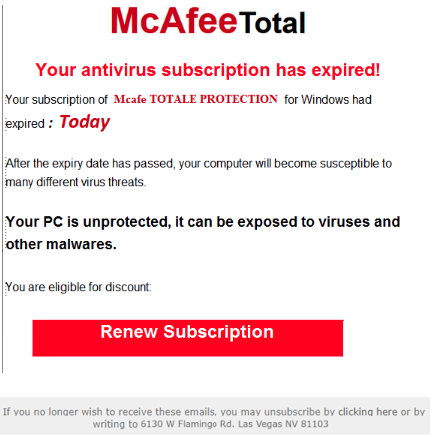 McAfee Total
Your antivirus subscription has expired!
Your subscription of Mcafe TOTALE PROTECTION for Windows had
expired : Today
After the expiry date has passed, your computer will become susceptible to
many different virus threats.
Your PC is unprotected, it can be exposed to viruses and
other malwares.
You are eligible for discount:
Renew Subscription
If you no longer wish to receive these emails, you may unsubscribe by clicking here or by
writing to 6130 W Flamingo Rd. Las Vegas NV 81103